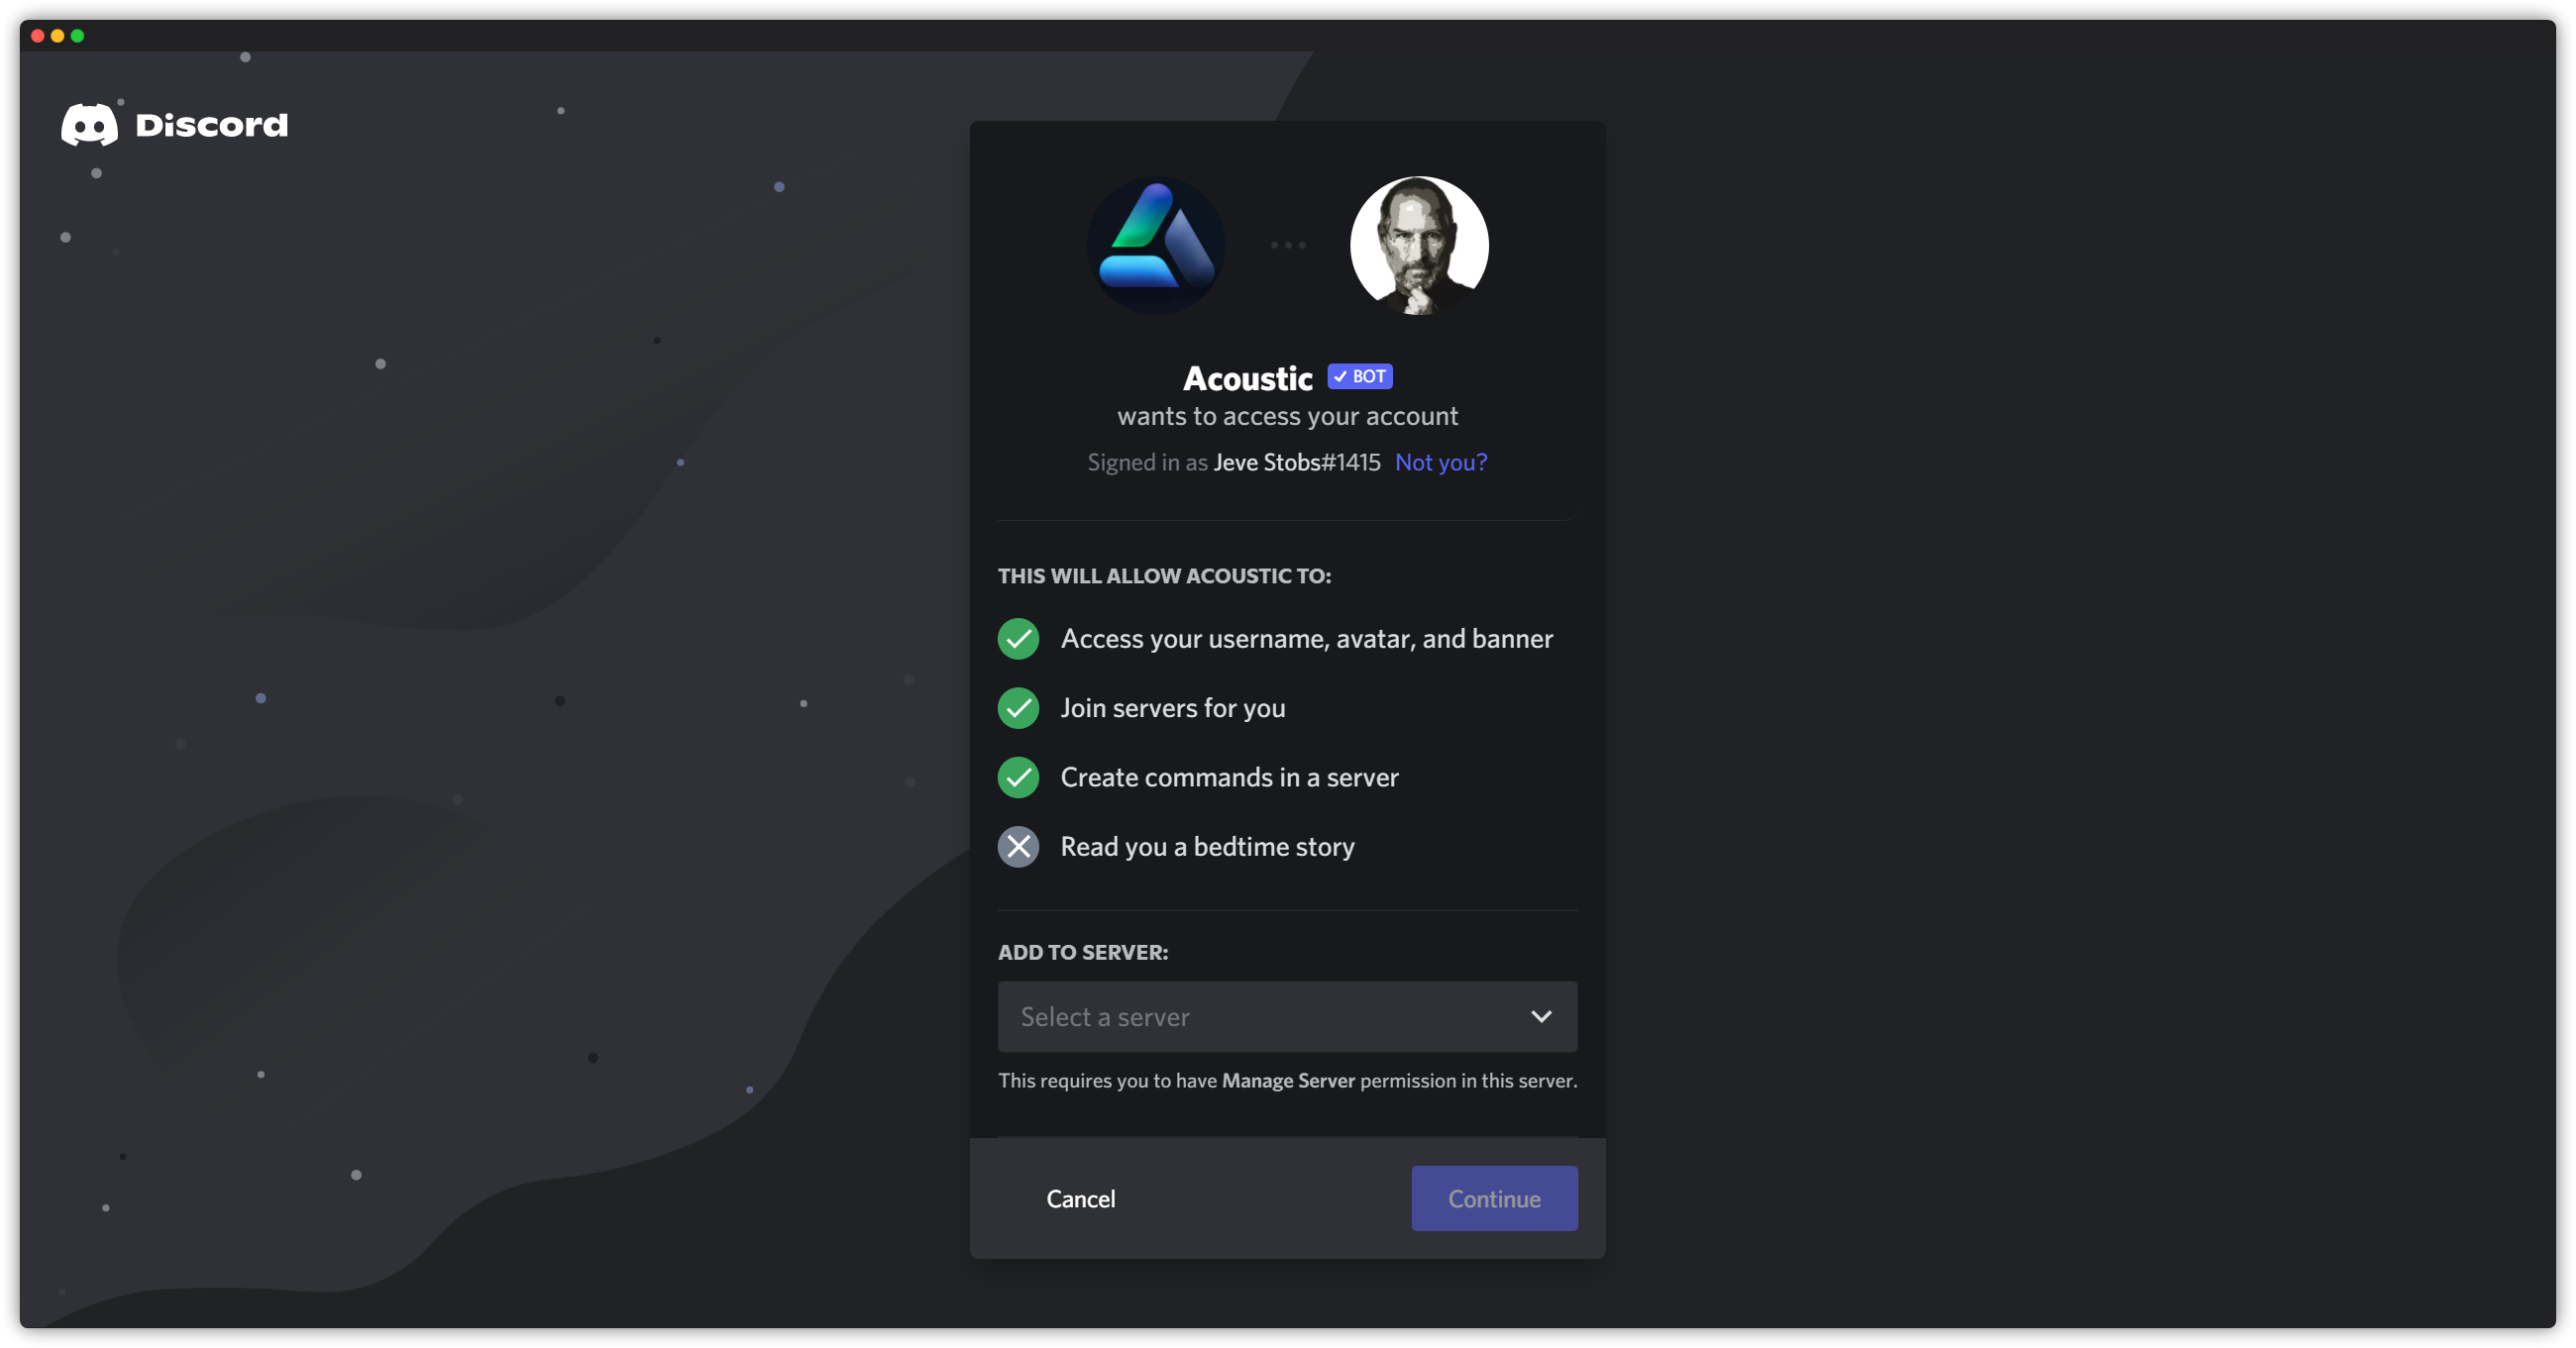 Discord
Acoustic BOT
wants to access your account
Signed in as Jeve Stobs#1415 Not you?
THIS WILL ALLOW ACOUSTIC TO:
Access your username, avatar, and banner
Join servers for you
Create commands in a server
Read you a bedtime story
ADD TO SERVER:
Select a server
This requires you to have Manage Server permission in this server.
Cancel
Continue